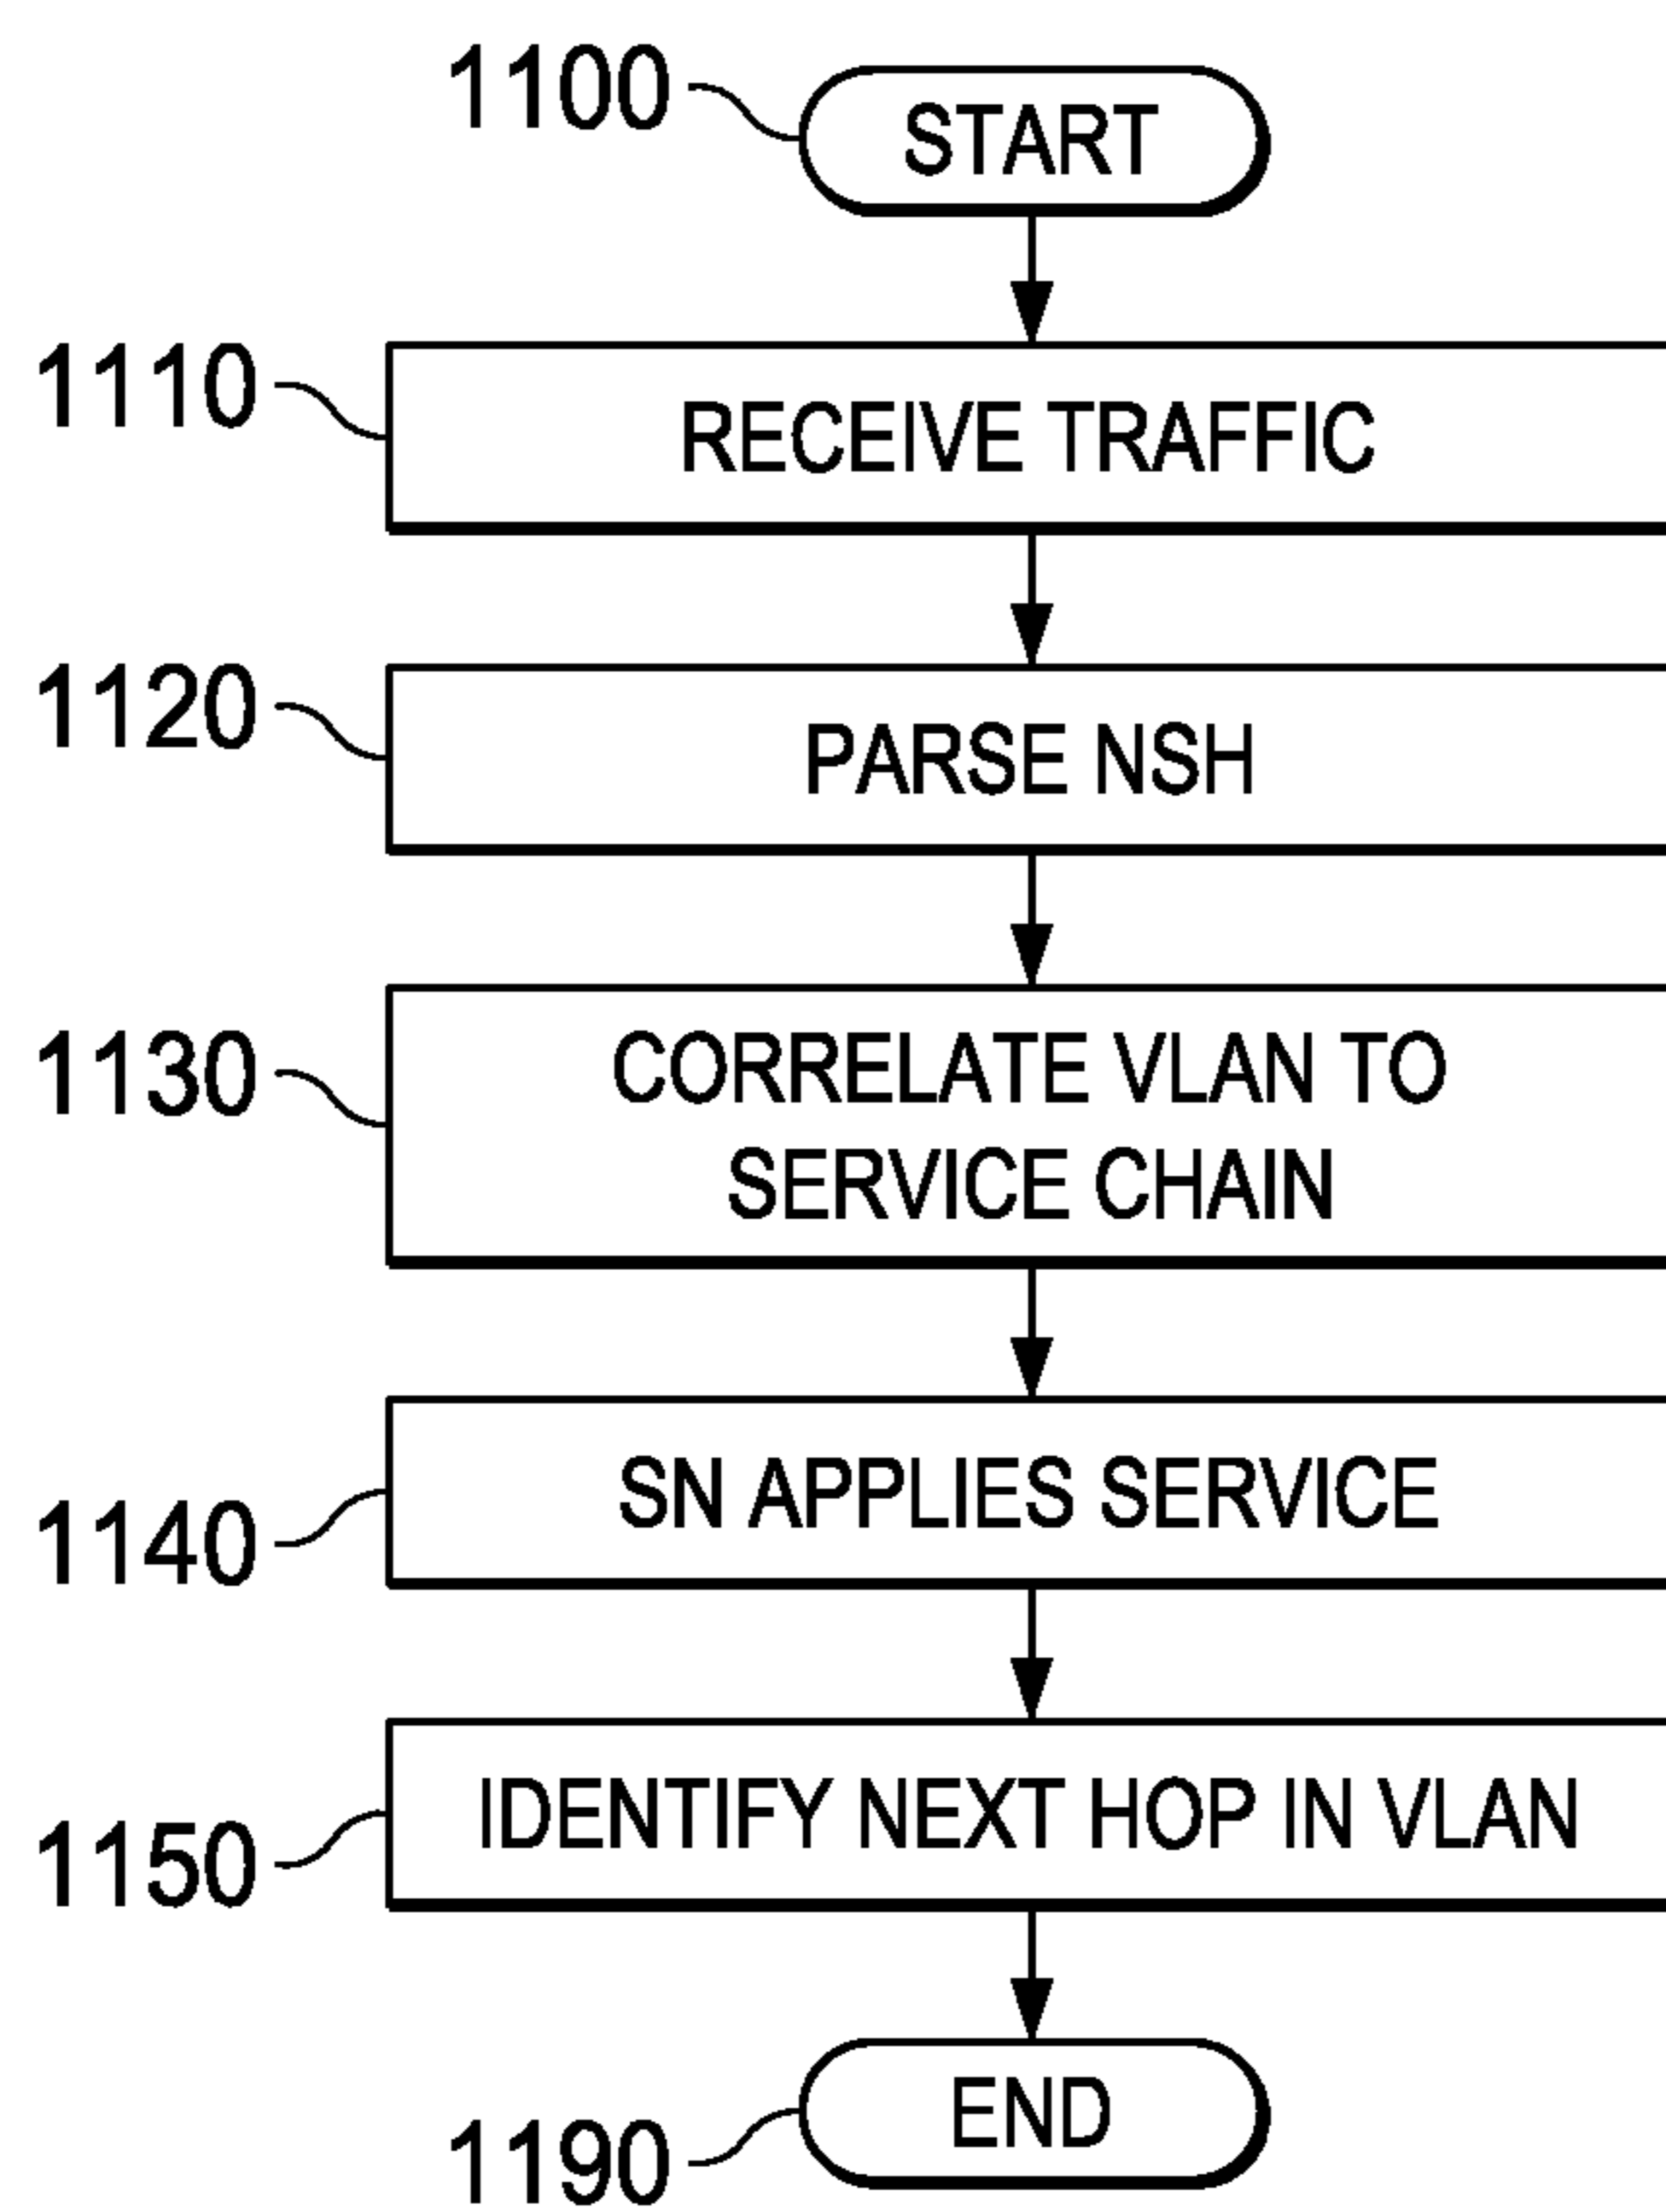 1100
START
1110
RECEIVE TRAFFIC
1120
PARSE NSH
1130
CORRELATE VLAN TO
SERVICE CHAIN
1140
SN APPLIES SERVICE
1150
IDENTIFY NEXT HOP IN VLAN
1190
END